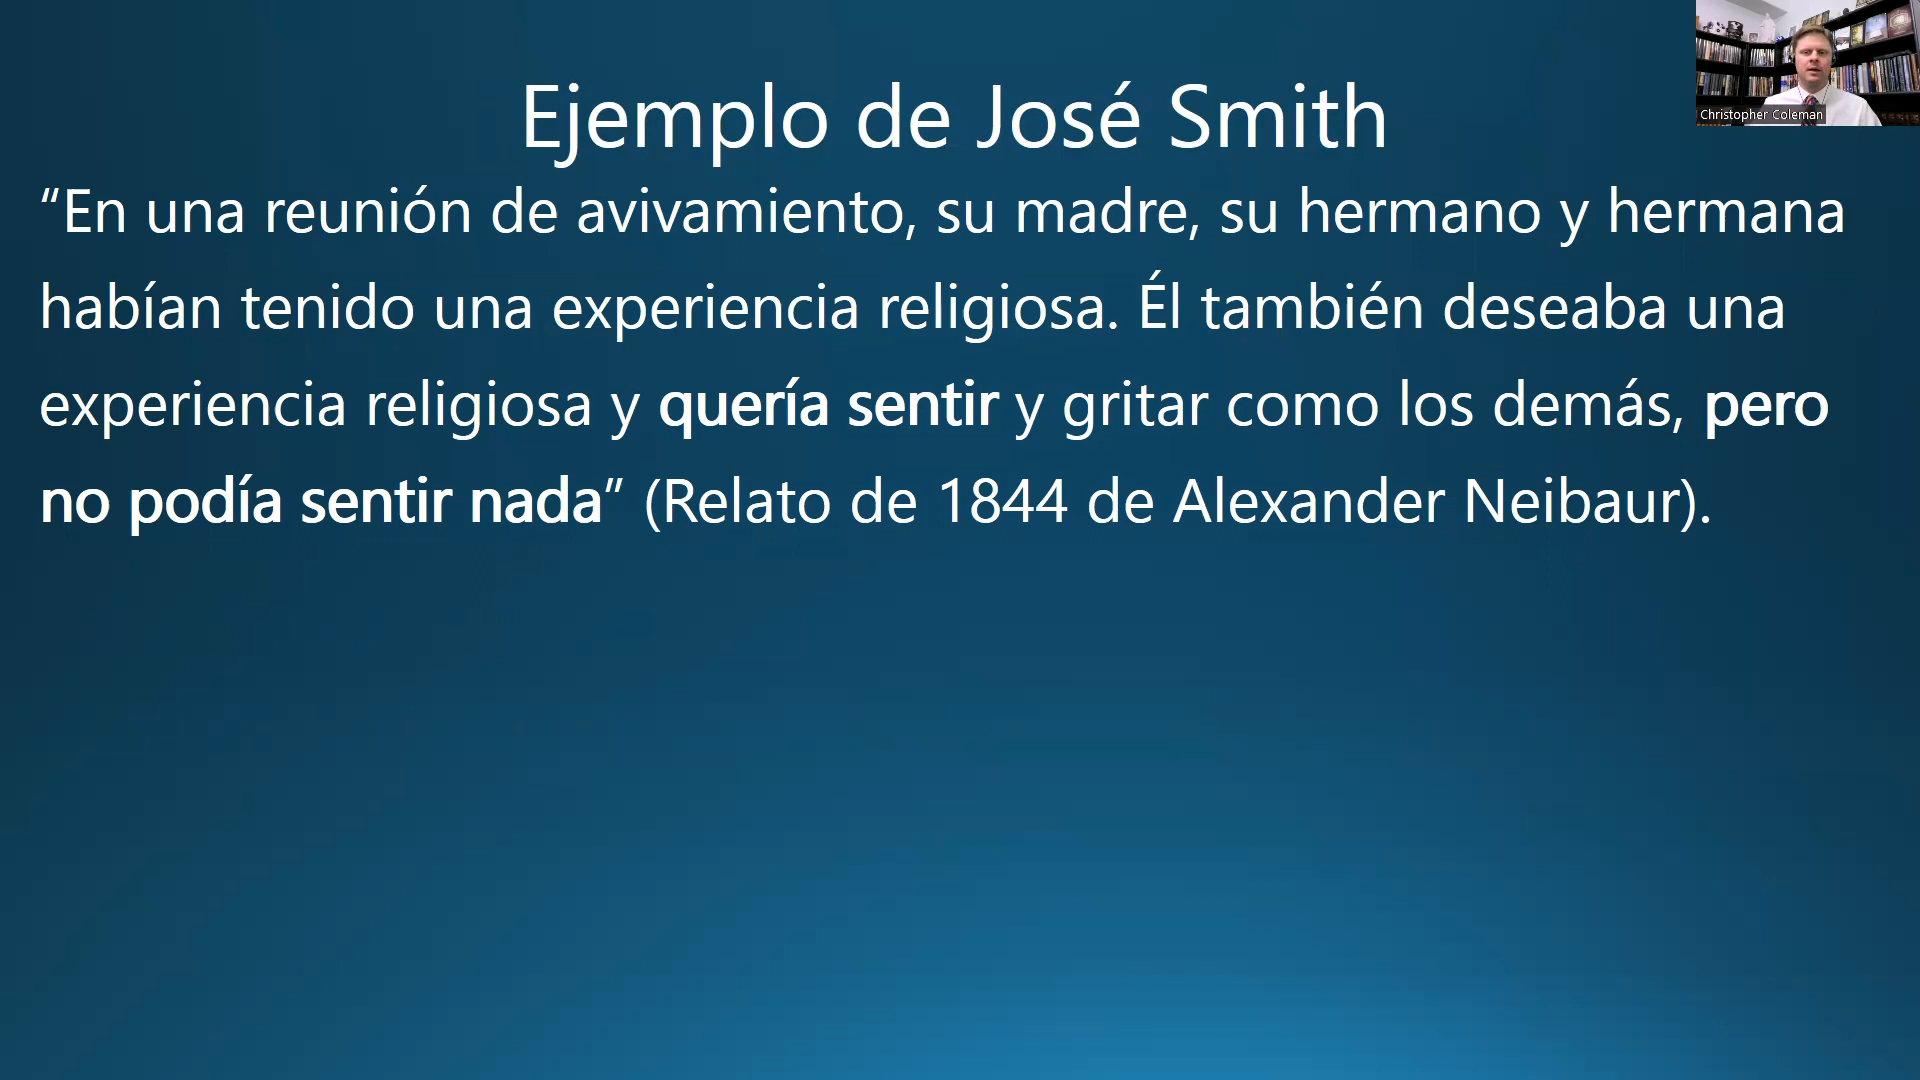 Ejemplo de José Smith
“En una reunión de avivamiento, su madre, su hermano y hermana
habían tenido una experiencia religiosa. Él también deseaba una
experiencia religiosa y quería sentir y gritar como los demás, pero
no podía sentir nada” (Relato de 1844 de Alexander Neibaur).
Christopher Coleman